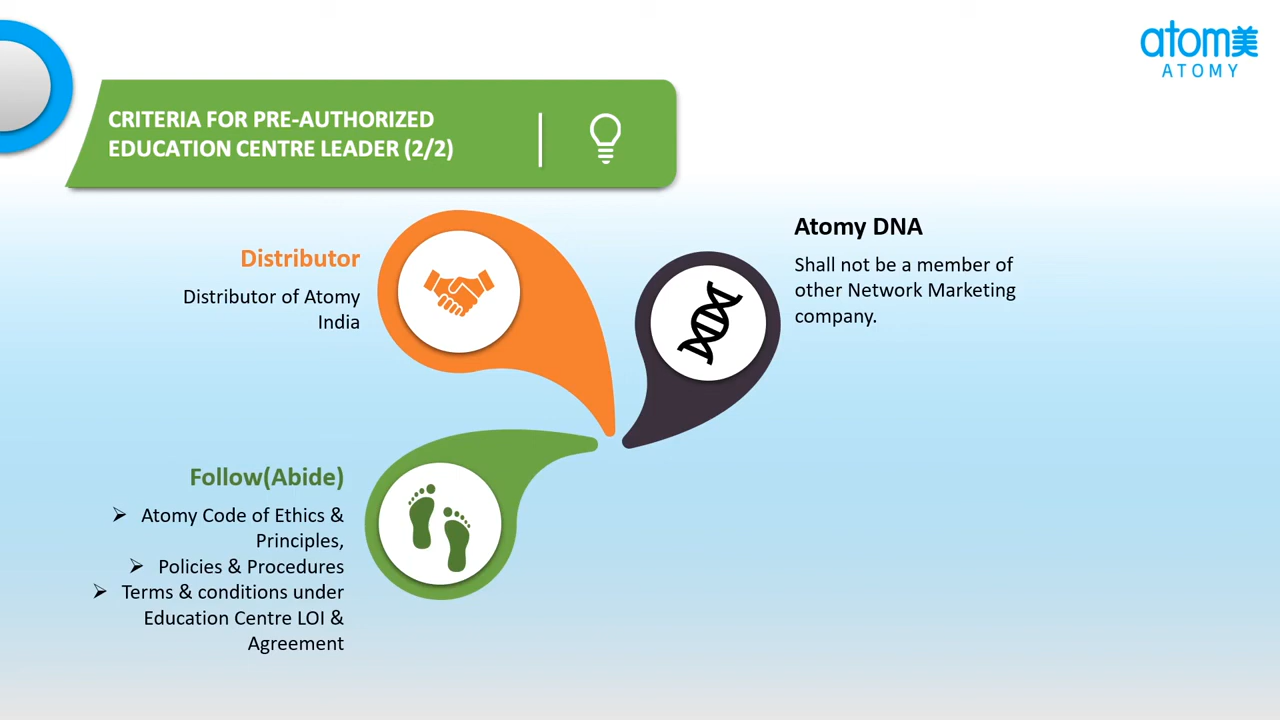 atom美
ATOMY
CRITERIA FOR PRE-AUTHORIZED
EDUCATION CENTRE LEADER (2/2)
Distributor
Distributor of Atomy
India
Atomy DNA
Shall not be a member of
other Network Marketing
company.
Follow(Abide)
➢ Atomy Code of Ethics &
Principles,
➢ Policies & Procedures
➢ Terms & conditions under
Education Centre LOI &
Agreement